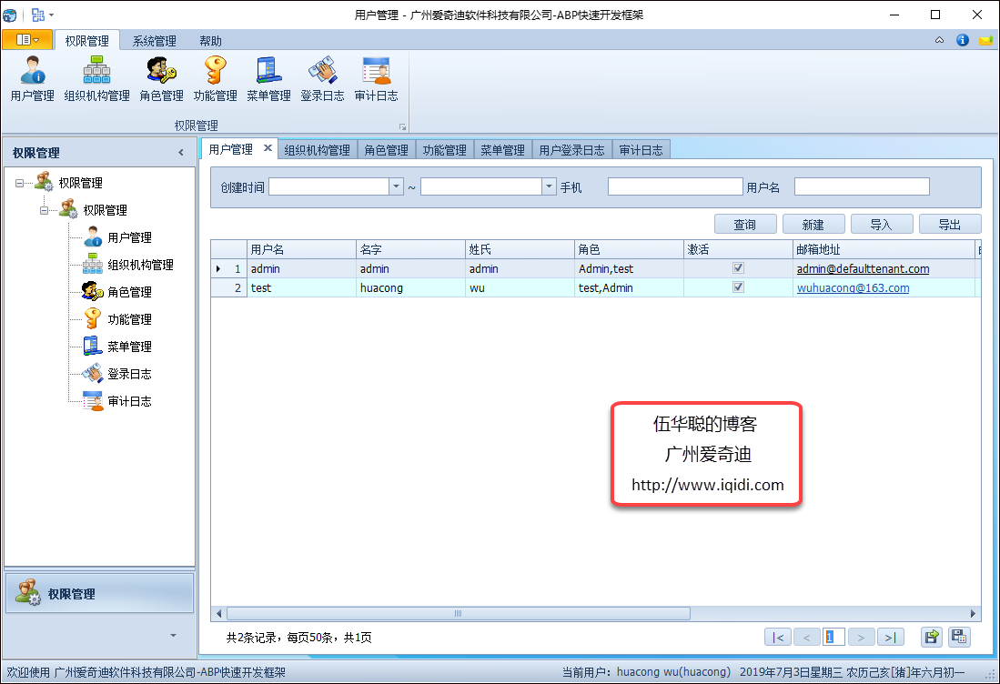 用户管理 - 广州爱奇迪软件科技有限公司-ABP快速开发框架
权限管理 系统管理 帮助
用户管理 组织机构管理 角色管理 功能管理 菜单管理 登录日志 审计日志
权限管理
权限管理
权限管理
权限管理
用户管理
组织机构管理
角色管理
功能管理
菜单管理
登录日志
审计日志
权限管理
用户管理 组织机构管理 角色管理 功能管理 菜单管理 用户登录日志 审计日志
创建时间 ~ 手机 用户名
查询 新建 导入 导出
用户名 名字 姓氏 角色 激活 邮箱地址
1 admin admin admin Admin,test admin@defaulttenant.com
2 test huacong wu test,Admin wuhuacong@163.com
伍华聪的博客
广州爱奇迪
http://www.iqidi.com
共2条记录，每页50条，共1页
|< < 1 > >|
欢迎使用 广州爱奇迪软件科技有限公司-ABP快速开发框架
当前用户：huacong wu(huacong) 2019年7月3日星期三 农历己亥[猪]年六月初一